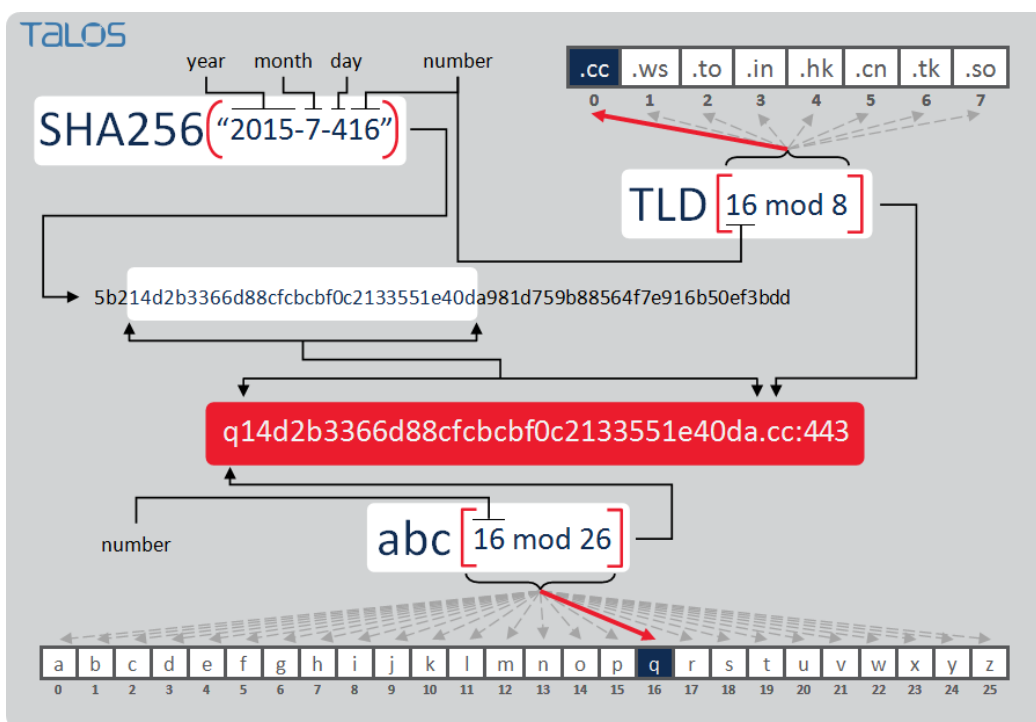 TALOS
year month day number
SHA256("2015-7-416")
.cc .ws .to .in .hk .cn .tk .so
0 1 2 3 4 5 6 7
TLD [16 mod 8]
5b214d2b3366d88cfcbcbf0c2133551e40da981d759b88564f7e916b50ef3bdd
q14d2b3366d88cfcbcbf0c2133551e40da.cc:443
number
abc [16 mod 26]
a b c d e f g h i j k l m n o p q r s t u v w x y z
0 1 2 3 4 5 6 7 8 9 10 11 12 13 14 15 16 17 18 19 20 21 22 23 24 25